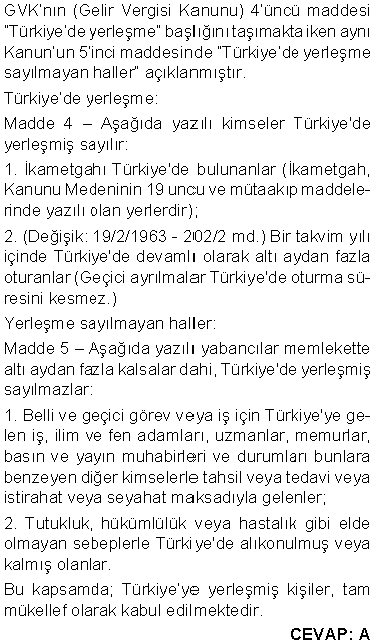 GVK’nın (Gelir Vergisi Kanunu) 4’üncü maddesi
“Türkiye’de yerleşme” başlığını taşımakta iken aynı
Kanun’un 5’inci maddesinde “Türkiye’de yerleşme
sayılmayan haller” açıklanmıştır.
Türkiye’de yerleşme:
Madde 4 – Aşağıda yazılı kimseler Türkiye'de
yerleşmiş sayılır:
1. İkametgahı Türkiye'de bulunanlar (İkametgah,
Kanunu Medeninin 19 uncu ve mütaakıp maddele-
rinde yazılı olan yerlerdir);
2. (Değişik: 19/2/1963 - 202/2 md.) Bir takvim yılı
içinde Türkiye'de devamlı olarak altı aydan fazla
oturanlar (Geçici ayrılmalar Türkiye'de oturma sü-
resini kesmez.)
Yerleşme sayılmayan haller:
Madde 5 – Aşağıda yazılı yabancılar memlekette
altı aydan fazla kalsalar dahi, Türkiye'de yerleşmiş
sayılmazlar:
1. Belli ve geçici görev veya iş için Türkiye'ye ge-
len iş, ilim ve fen adamları, uzmanlar, memurlar,
basın ve yayın muhabirleri ve durumları bunlara
benzeyen diğer kimselerle tahsil veya tedavi veya
istirahat veya seyahat maksadıyla gelenler;
2. Tutukluk, hükümlülük veya hastalık gibi elde
olmayan sebeplerle Türkiye'de alıkonulmuş veya
kalmış olanlar.
Bu kapsamda; Türkiye’ye yerleşmiş kişiler, tam
mükellef olarak kabul edilmektedir.
CEVAP: A